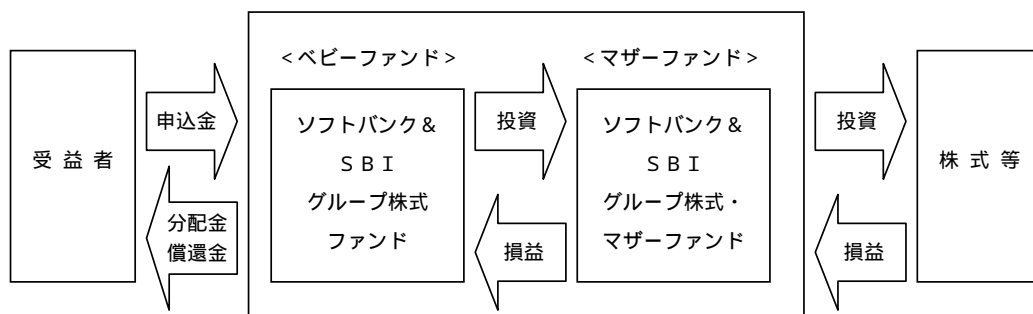 <ベビーファンド>
<マザーファンド>
受 益 者
申込金
分配金
償還金
ソフトバンク&
ＳＢＩ
グループ株式
ファンド
投資
損益
ソフトバンク&
ＳＢＩ
グループ株式・
マザーファンド
投資
損益
株 式 等